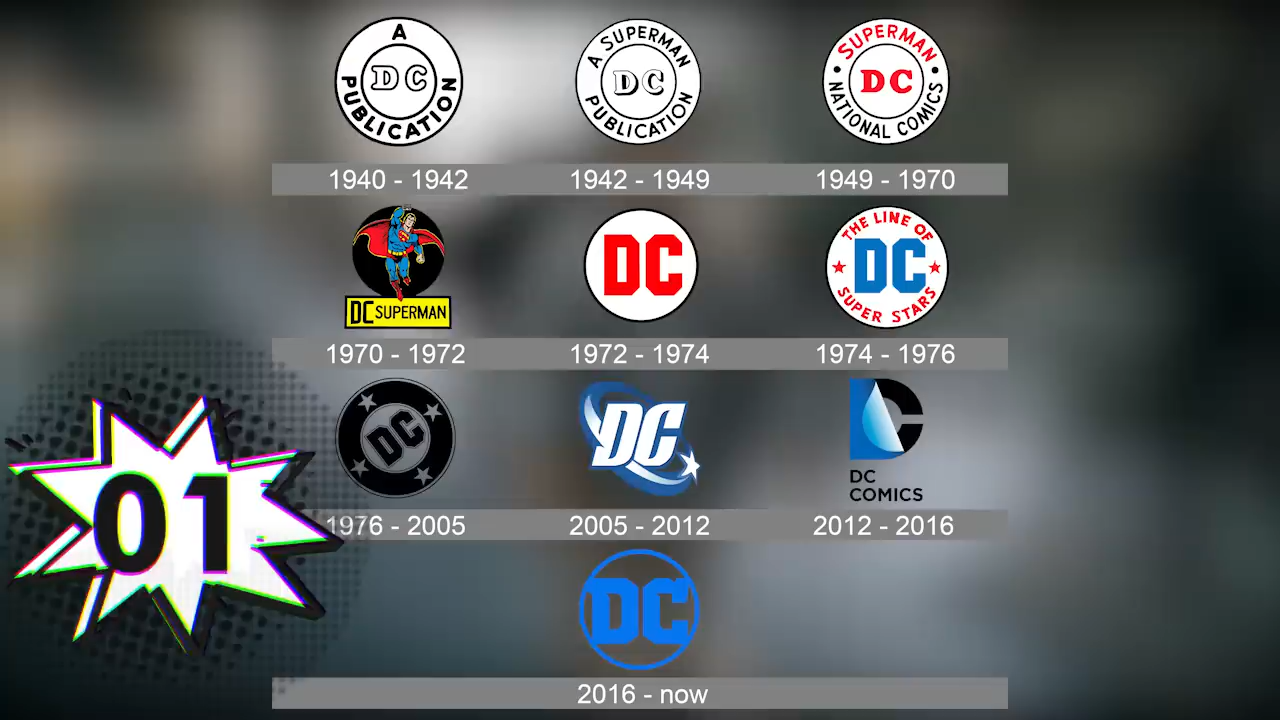 A
DC
PUBLICATION
A SUPERMAN
DC
PUBLICATION
SUPERMAN
DC
NATIONAL COMICS
1940 - 1942
1942 - 1949
1949 - 1970
DC SUPERMAN
DC
THE LINE OF
DC
SUPER STARS
1970 - 1972
1972 - 1974
1974 - 1976
DC
DC
DC
COMICS
01
1976 - 2005
2005 - 2012
2012 - 2016
DC
2016 - now